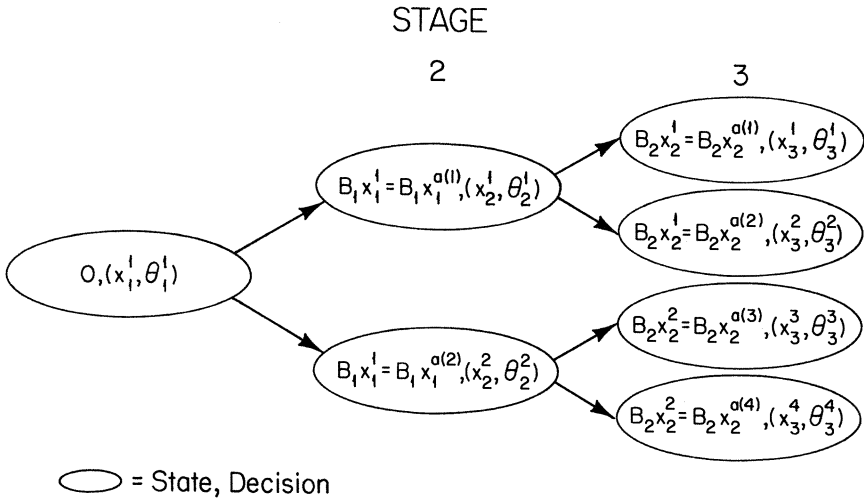 STAGE
2 3
B₂x₂¹=B₂x₂ᵃ⁽¹⁾,(x₃¹,θ₃¹)
B₁x₁¹=B₁x₁ᵃ⁽¹⁾,(x₂¹,θ₂¹)
B₂x₂¹=B₂x₂ᵃ⁽²⁾,(x₃²,θ₃²)
O,(x₁¹,θ₁¹)
B₂x₂²=B₂x₂ᵃ⁽³⁾,(x₃³,θ₃³)
B₁x₁¹=B₁x₁ᵃ⁽²⁾,(x₂²,θ₂²)
B₂x₂²=B₂x₂ᵃ⁽⁴⁾,(x₃⁴,θ₃⁴)
= State, Decision